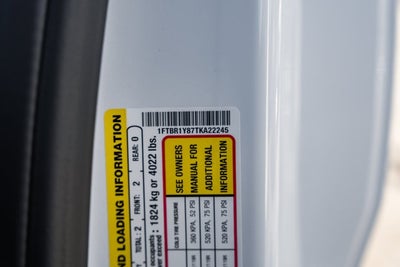 1FTBR1Y87TKA22245
ND LOADING INFORMATION
TOTAL: 2 FRONT: 2 REAR: 0
occupants : 1824 kg or 4022 lbs.
SEE OWNERS
MANUAL FOR
ADDITIONAL
INFORMATION
COLD TIRE PRESSURE
360 KPA, 52 PSI
520 KPA, 75 PSI
520 KPA, 75 PSI